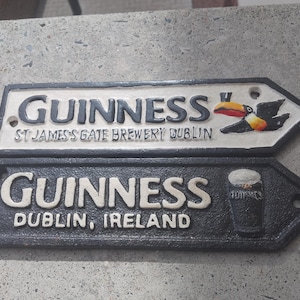 GUINNESS
ST JAMES'S GATE BREWERY DUBLIN
GUINNESS
DUBLIN, IRELAND